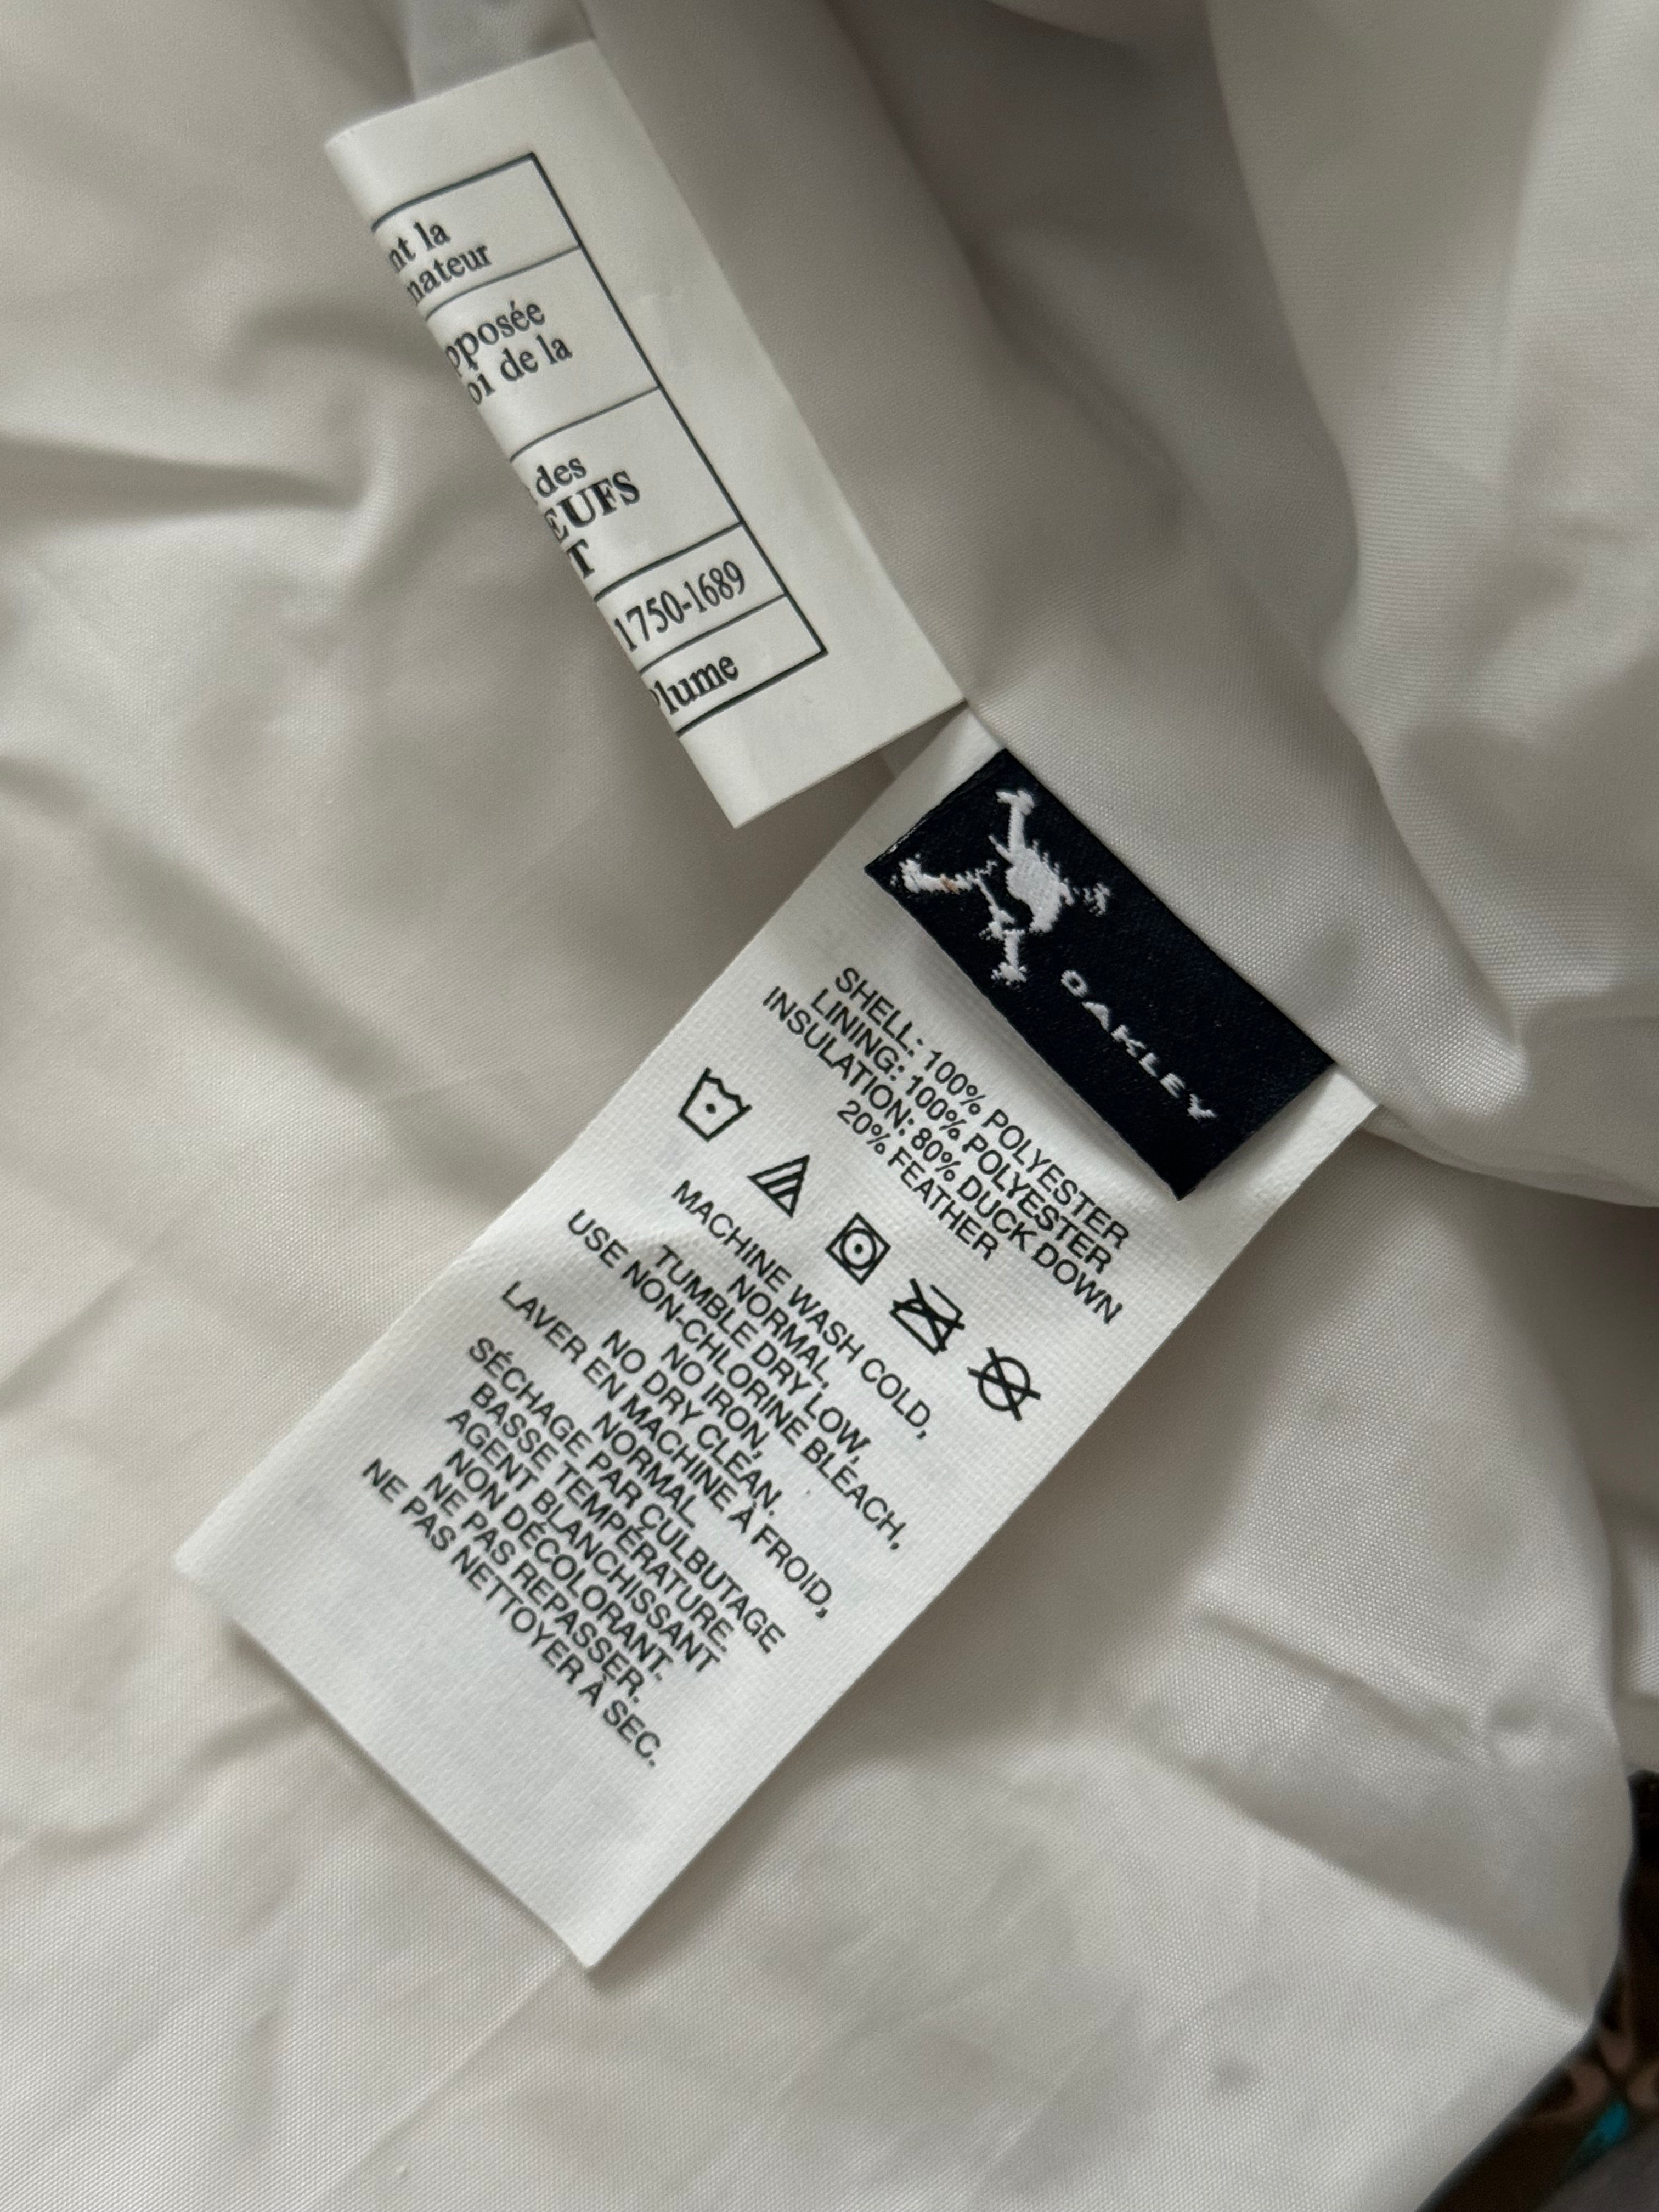 nt la
nateur
pposée
oi de la
des
EUFS
T
1750-1689
lume
OAKLEY
SHELL: 100% POLYESTER
LINING: 100% POLYESTER
INSULATION: 80% DUCK DOWN
20% FEATHER
MACHINE WASH COLD,
NORMAL,
TUMBLE DRY LOW,
USE NON-CHLORINE BLEACH,
NO IRON,
NO DRY CLEAN.
LAVER EN MACHINE À FROID,
NORMAL.
SÉCHAGE PAR CULBUTAGE
BASSE TEMPÉRATURE.
AGENT BLANCHISSANT
NON DÉCOLORANT.
NE PAS REPASSER.
NE PAS NETTOYER À SEC.